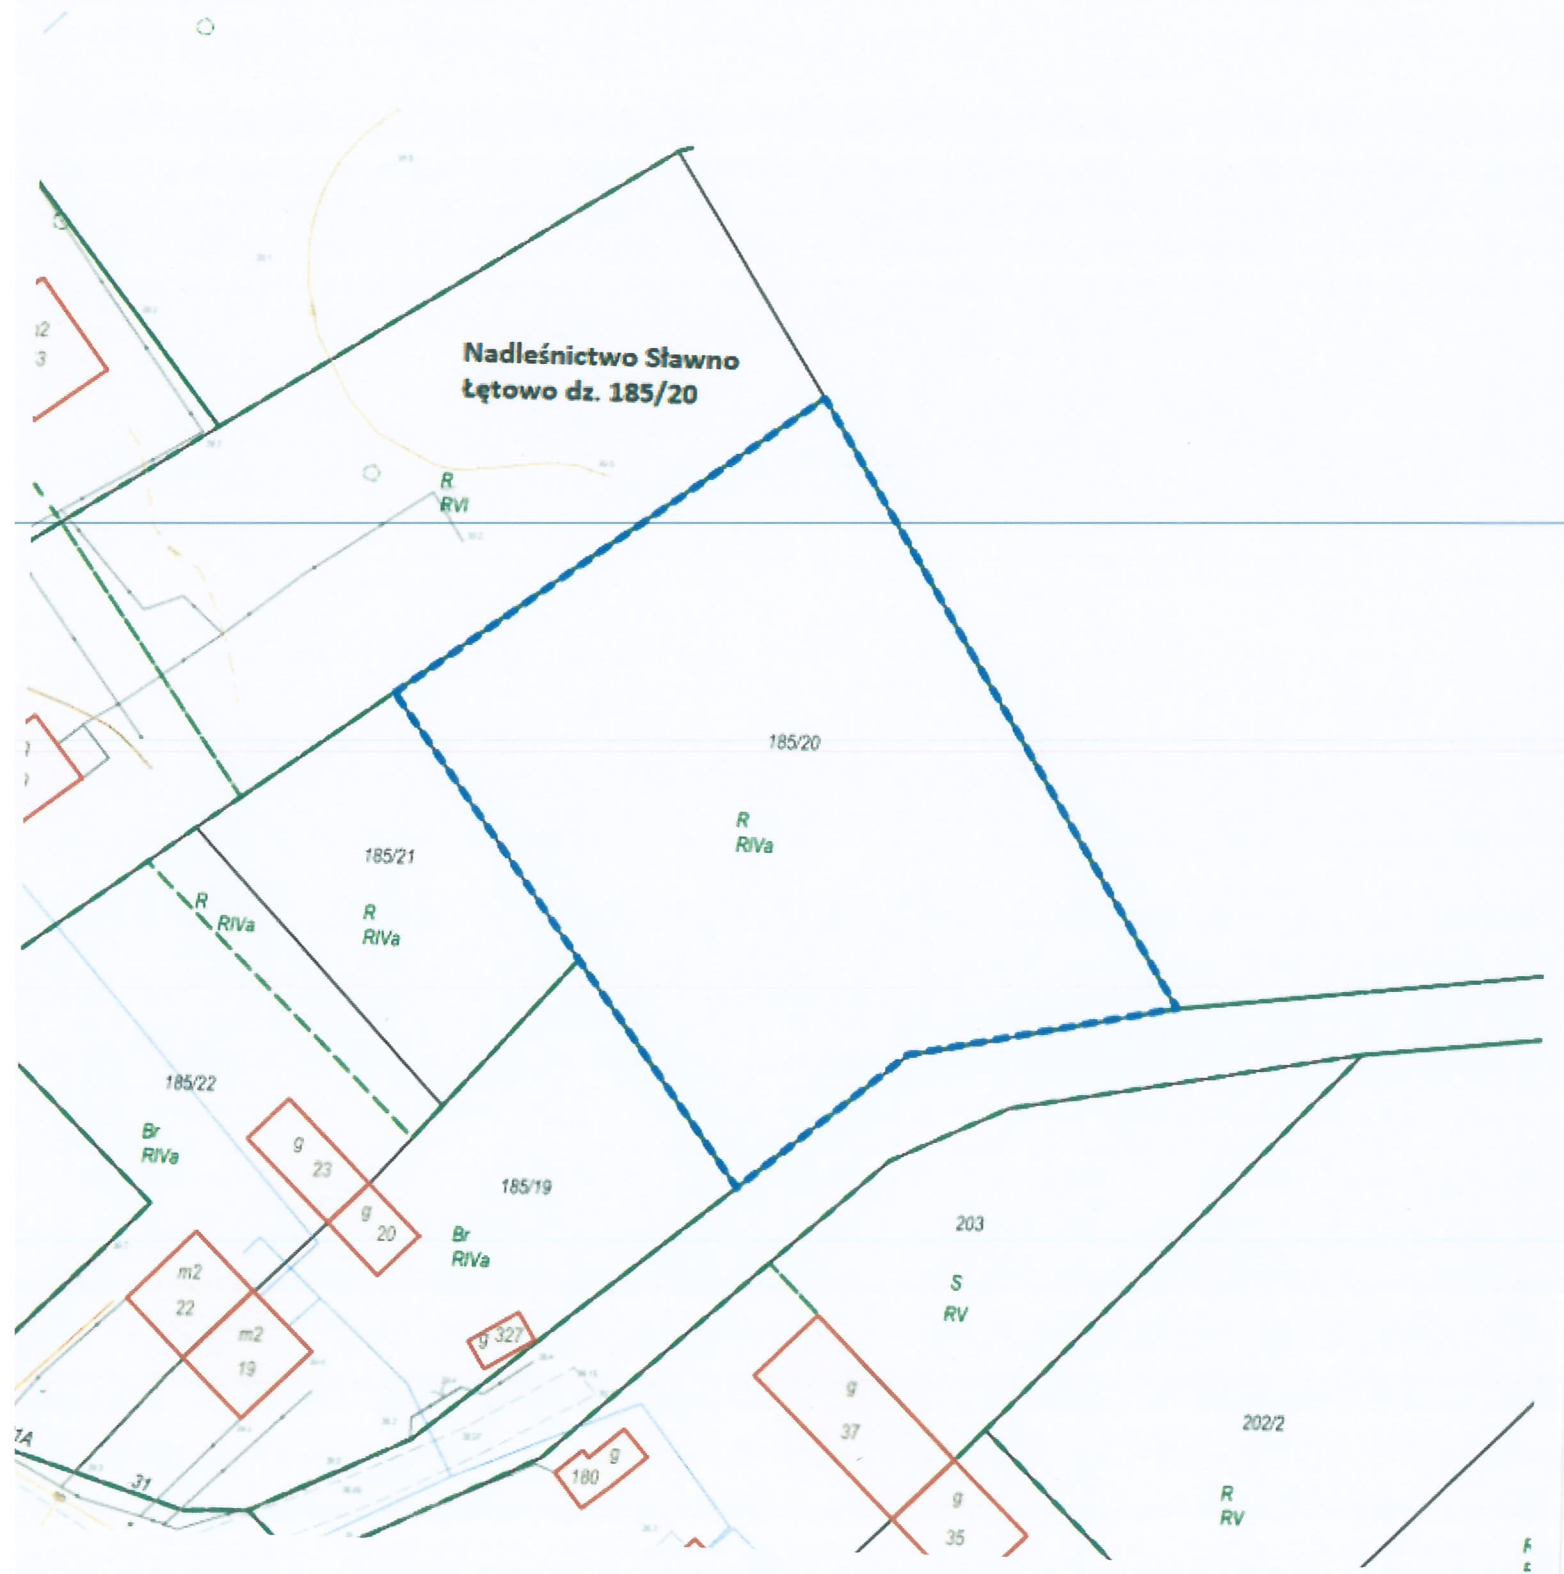 Nadleśnictwo Sławno
Łętowo dz. 185/20
3
R
RVI
185/20
R
RIVa
185/21
R
RIVa
R
RIVa
185/22
Br
RIVa
g
23
g
20
185/19
Br
RIVa
m2
22
m2
19
g 327
203
S
RV
g
37
g
180
g
35
202/2
R
RV
31